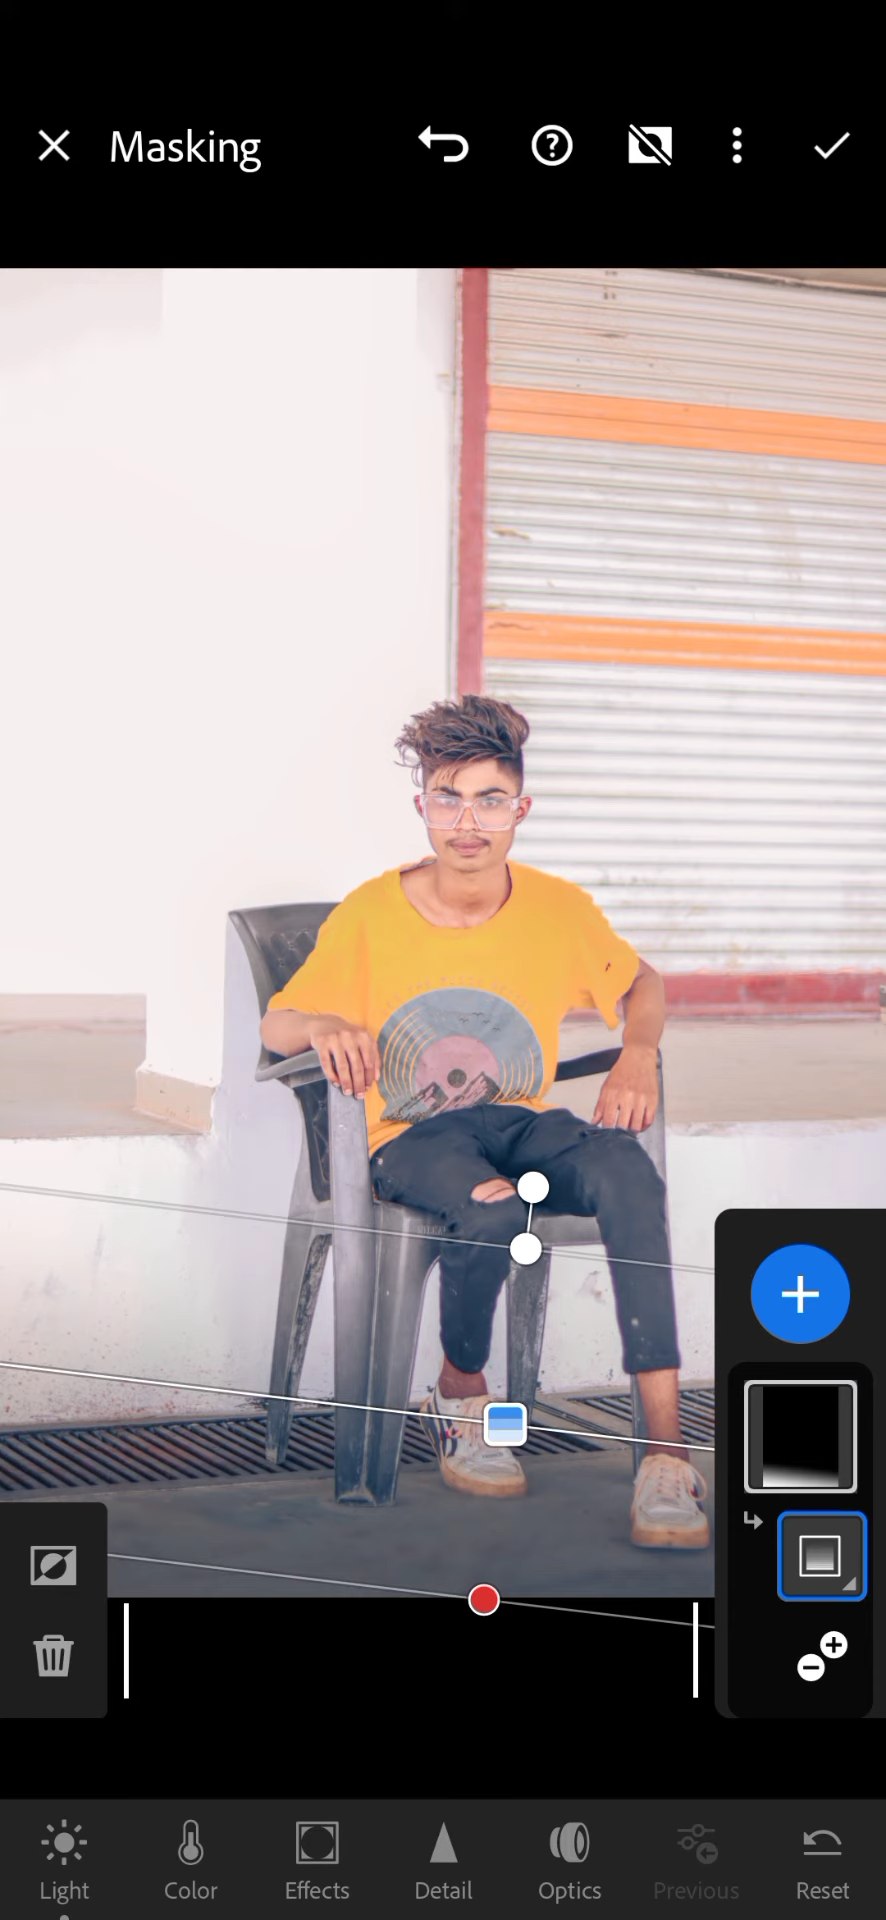 Masking
Light
Color
Effects
Detail
Optics
Previous
Reset